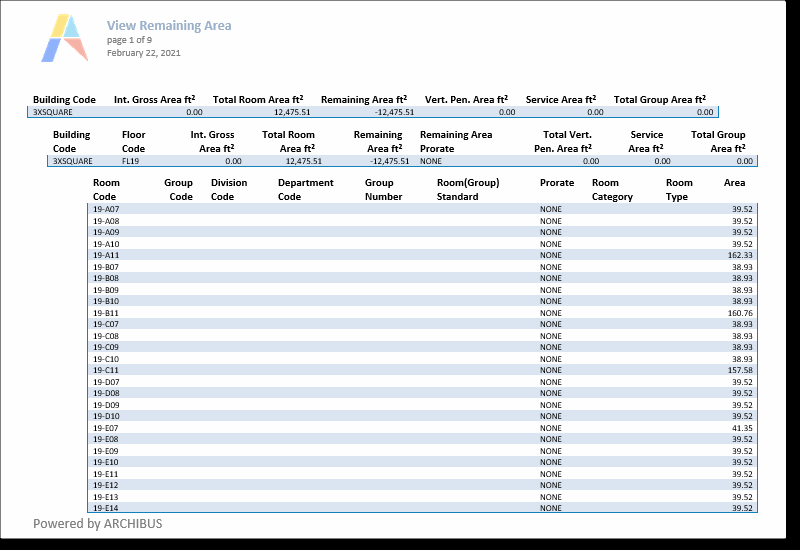 View Remaining Area
page 1 of 9
February 22, 2021
Building Code Int. Gross Area ft² Total Room Area ft² Remaining Area ft² Vert. Pen. Area ft² Service Area ft² Total Group Area ft²
3XSQUARE 0.00 12,475.51 -12,475.51 0.00 0.00 0.00
Building Floor Int. Gross Total Room Remaining Remaining Area Total Vert. Service Total Group
Code Code Area ft² Area ft² Area ft² Prorate Pen. Area ft² Area ft² Area ft²
3XSQUARE FL19 0.00 12,475.51 -12,475.51 NONE 0.00 0.00 0.00
Room Group Division Department Group Room(Group) Prorate Room Room Area
Code Code Code Code Number Standard Category Type
19-A07 NONE 39.52
19-A08 NONE 39.52
19-A09 NONE 39.52
19-A10 NONE 39.52
19-A11 NONE 162.33
19-B07 NONE 38.93
19-B08 NONE 38.93
19-B09 NONE 38.93
19-B10 NONE 38.93
19-B11 NONE 160.76
19-C07 NONE 38.93
19-C08 NONE 38.93
19-C09 NONE 38.93
19-C10 NONE 38.93
19-C11 NONE 157.58
19-D07 NONE 39.52
19-D08 NONE 39.52
19-D09 NONE 39.52
19-D10 NONE 39.52
19-E07 NONE 41.35
19-E08 NONE 39.52
19-E09 NONE 39.52
19-E10 NONE 39.52
19-E11 NONE 39.52
19-E12 NONE 39.52
19-E13 NONE 39.52
19-E14 NONE 39.52
Powered by ARCHIBUS